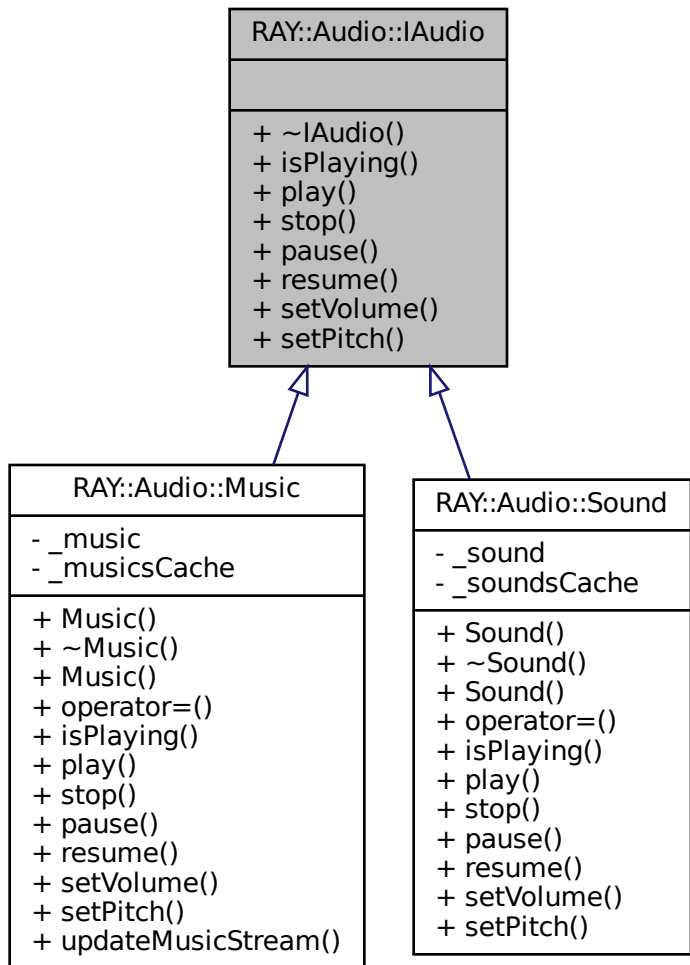 RAY::Audio::IAudio
+ ~IAudio()
+ isPlaying()
+ play()
+ stop()
+ pause()
+ resume()
+ setVolume()
+ setPitch()
RAY::Audio::Music
- _music
- _musicsCache
+ Music()
+ ~Music()
+ Music()
+ operator=()
+ isPlaying()
+ play()
+ stop()
+ pause()
+ resume()
+ setVolume()
+ setPitch()
+ updateMusicStream()
RAY::Audio::Sound
- _sound
- _soundsCache
+ Sound()
+ ~Sound()
+ Sound()
+ operator=()
+ isPlaying()
+ play()
+ stop()
+ pause()
+ resume()
+ setVolume()
+ setPitch()